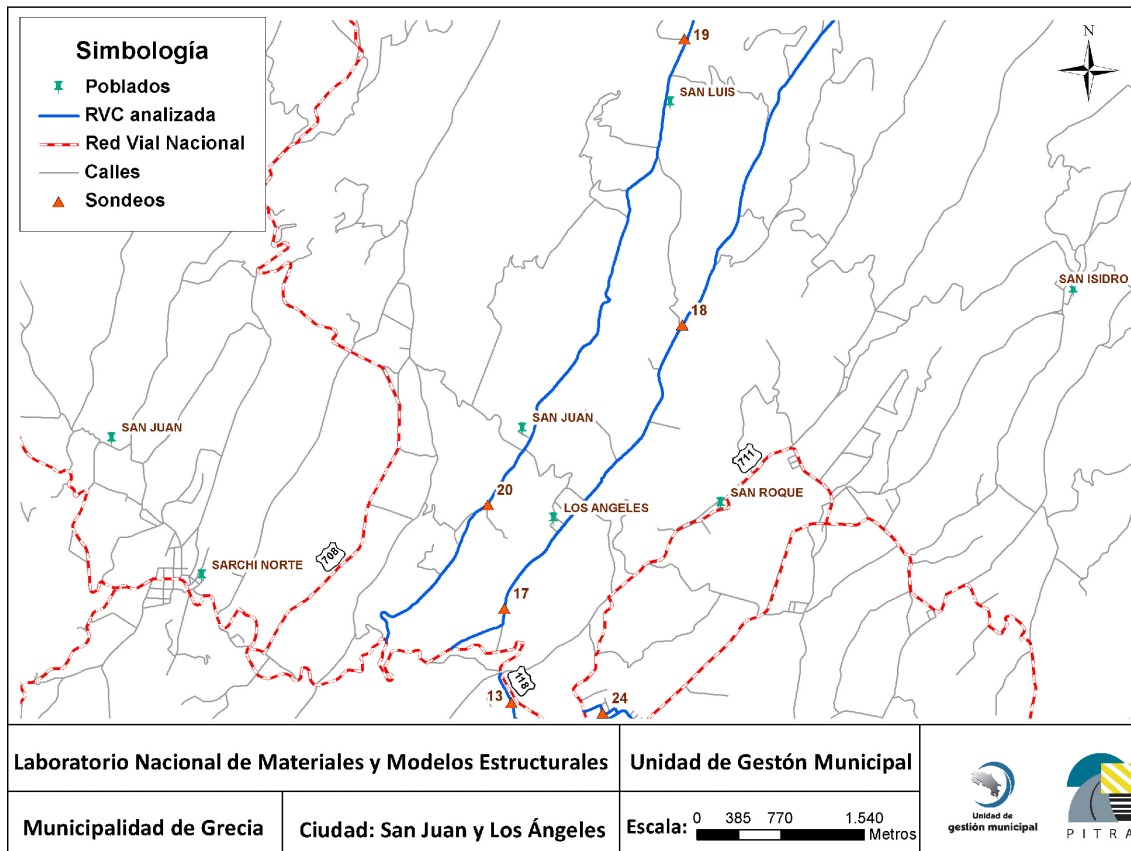 Simbología
Poblados
RVC analizada
Red Vial Nacional
Calles
Sondeos
N
19
SAN LUIS
SAN ISIDRO
18
SAN JUAN
SAN JUAN
711
20
SAN ROQUE
LOS ANGELES
708
SARCHI NORTE
17
118
13
24
Laboratorio Nacional de Materiales y Modelos Estructurales
Unidad de Gestión Municipal
Municipalidad de Grecia
Ciudad: San Juan y Los Ángeles
Escala: 0 385 770 1.540 Metros
Unidad de
gestión municipal
PITRA